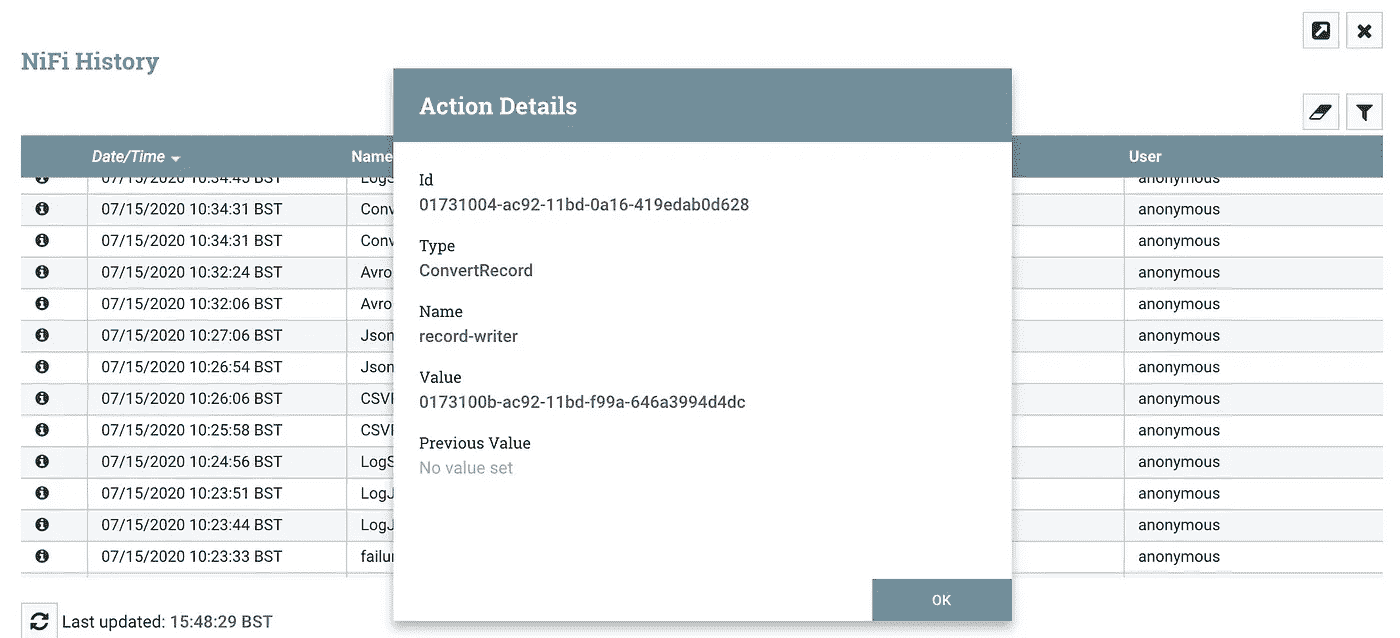 NiFi History
Action Details
Date/Time
Name
User
07/15/2020 10:34:45 BST
anonymous
07/15/2020 10:34:31 BST
Conv
anonymous
07/15/2020 10:34:31 BST
Conv
anonymous
07/15/2020 10:32:24 BST
Avro
anonymous
07/15/2020 10:32:06 BST
Avro
anonymous
07/15/2020 10:27:06 BST
Json
anonymous
07/15/2020 10:26:54 BST
Json
anonymous
07/15/2020 10:26:06 BST
anonymous
07/15/2020 10:25:58 BST
anonymous
07/15/2020 10:24:56 BST
LogS
anonymous
07/15/2020 10:23:51 BST
LogJ
anonymous
07/15/2020 10:23:44 BST
LogJ
anonymous
07/15/2020 10:23:33 BST
failu
anonymous
Id
01731004-ac92-11bd-0a16-419edab0d628
Type
ConvertRecord
Name
record-writer
Value
0173100b-ac92-11bd-f99a-646a3994d4dc
Previous Value
No value set
OK
Last updated: 15:48:29 BST